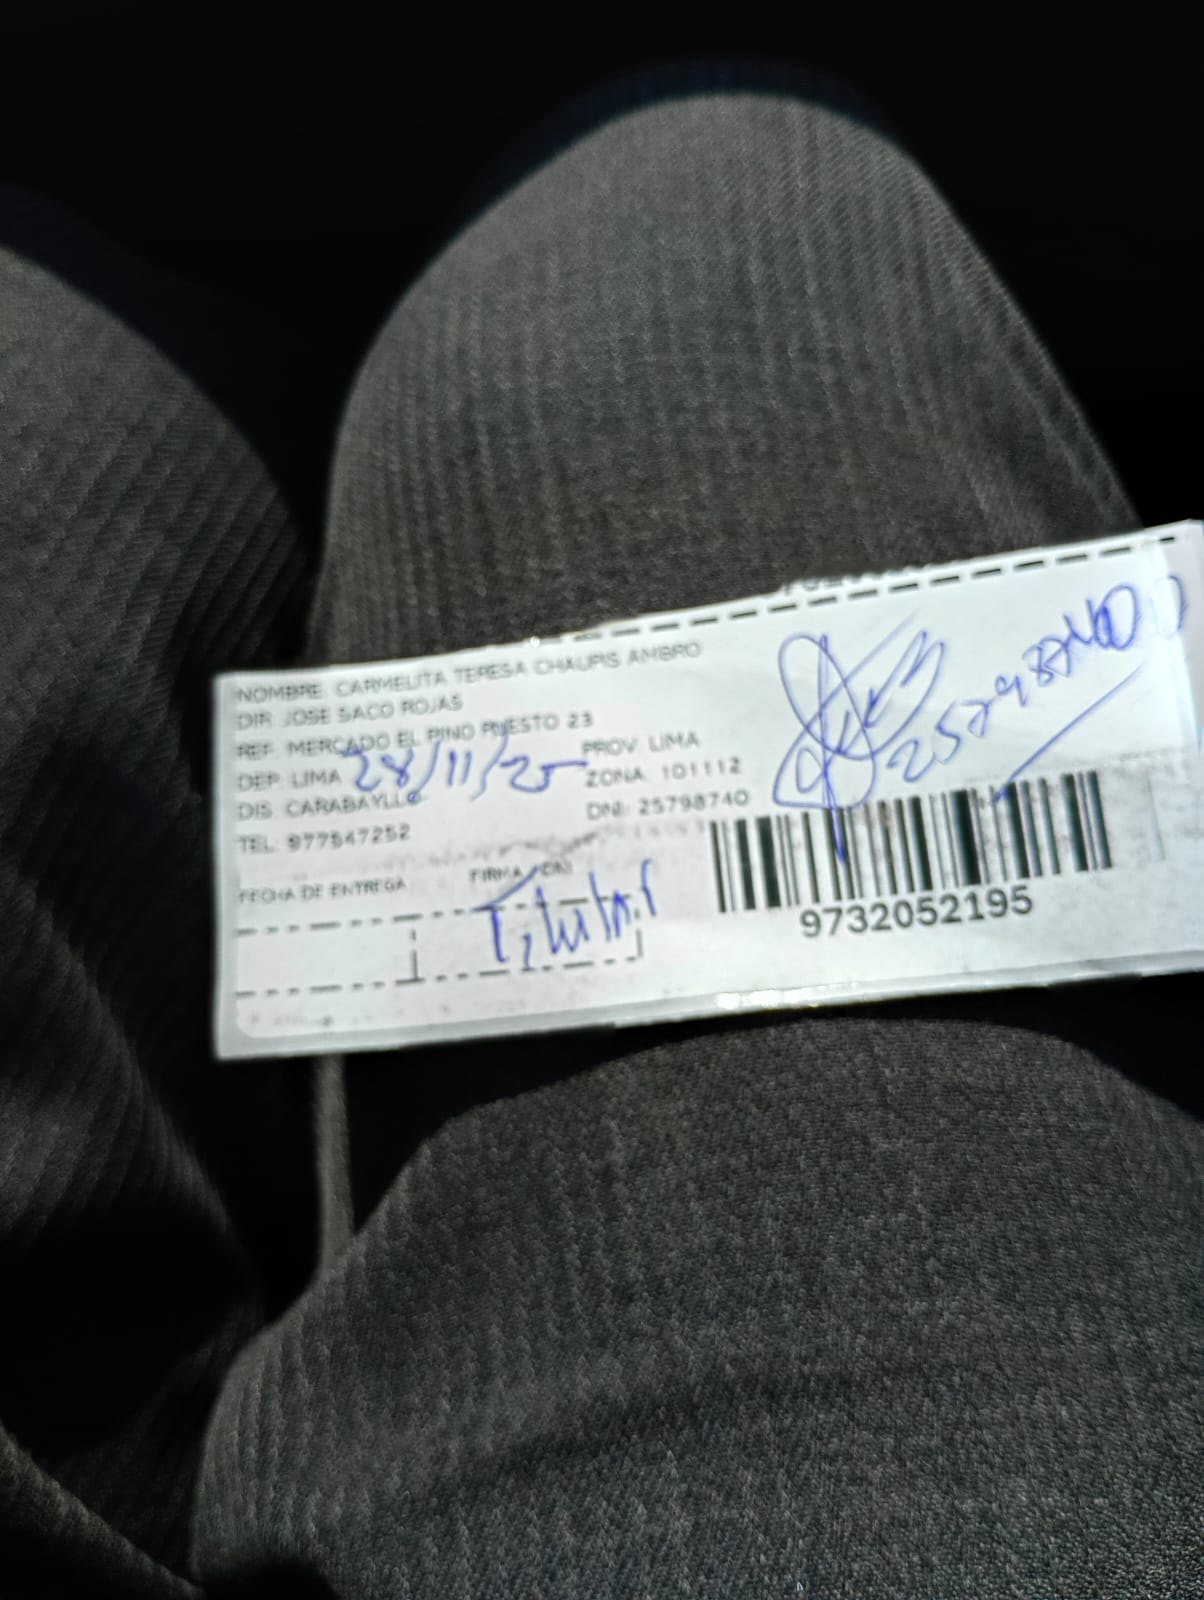 NOMBRE: CARMELITA TERESA CHAUPIS AMBRO
DIR: JOSE SACO ROJAS
REF: MERCADO EL PINO PUESTO 23
DEP: LIMA PROV: LIMA
28/11/25
ZONA: 101112
DIS: CARABAYLLO DNI: 25798740
TEL: 977547252
FECHA DE ENTREGA FIRMA / DNI
Titular
9732052195